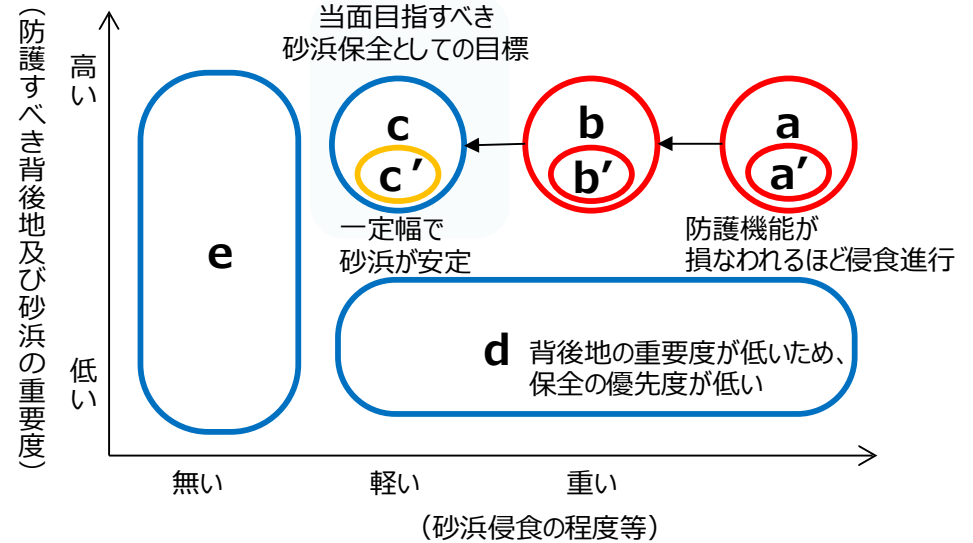 （防護すべき背後地及び砂浜の重要度）
高い
低い
当面目指すべき
砂浜保全としての目標
c
c’
b
b’
a
a’
一定幅で
砂浜が安定
防護機能が
損なわれるほど侵食進行
e
d 背後地の重要度が低いため、
保全の優先度が低い
無い
軽い
重い
（砂浜侵食の程度等）